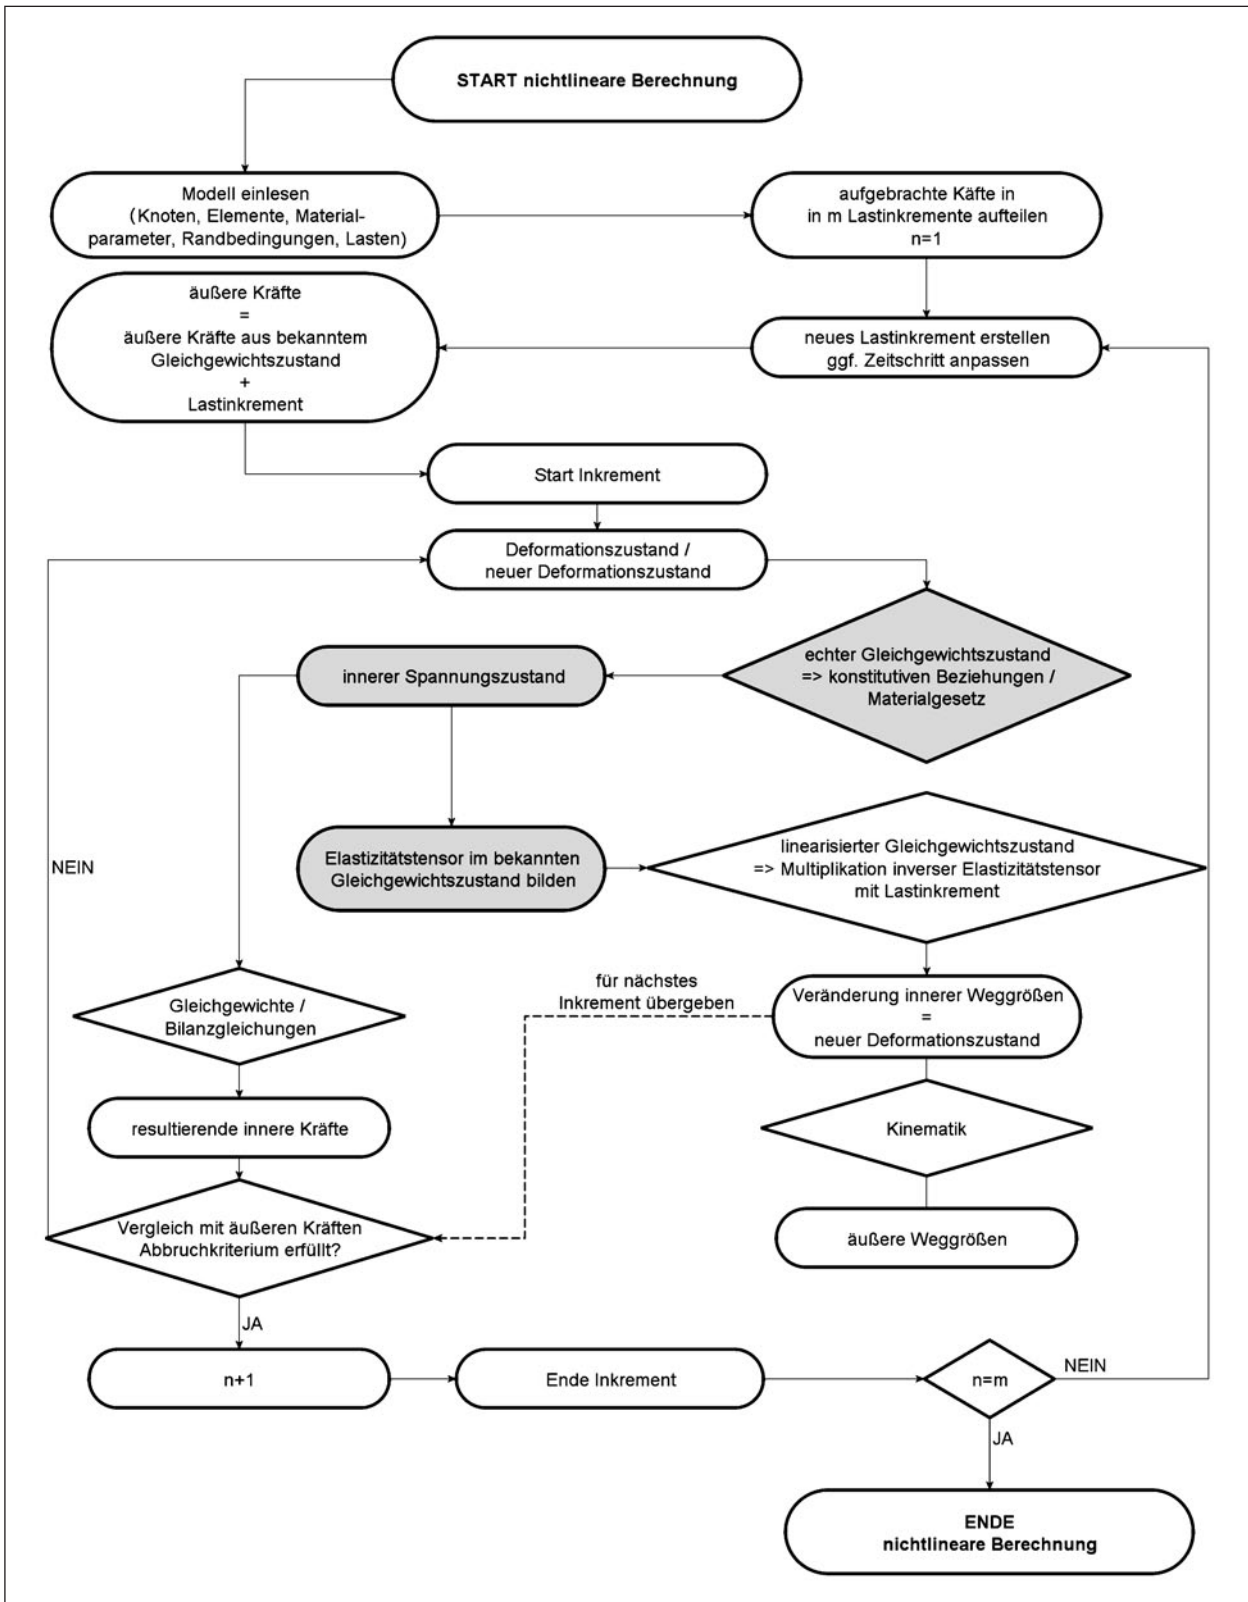 START nichtlineare Berechnung
Modell einlesen
(Knoten, Elemente, Material-
parameter, Randbedingungen, Lasten)
aufgebrachte Käfte in
in m Lastinkremente aufteilen
n=1
äußere Kräfte
=
äußere Kräfte aus bekanntem
Gleichgewichtszustand
+
Lastinkrement
neues Lastinkrement erstellen
ggf. Zeitschritt anpassen
Start Inkrement
Deformationszustand /
neuer Deformationszustand
echter Gleichgewichtszustand
=> konstitutiven Beziehungen /
Materialgesetz
innerer Spannungszustand
Elastizitätstensor im bekannten
Gleichgewichtszustand bilden
linearisierter Gleichgewichtszustand
=> Multiplikation inverser Elastizitätstensor
mit Lastinkrement
NEIN
für nächstes
Inkrement übergeben
Veränderung innerer Weggrößen
=
neuer Deformationszustand
Gleichgewichte /
Bilanzgleichungen
resultierende innere Kräfte
Kinematik
Vergleich mit äußeren Kräften
Abbruchkriterium erfüllt?
äußere Weggrößen
JA
n+1
Ende Inkrement
n=m
NEIN
JA
ENDE
nichtlineare Berechnung